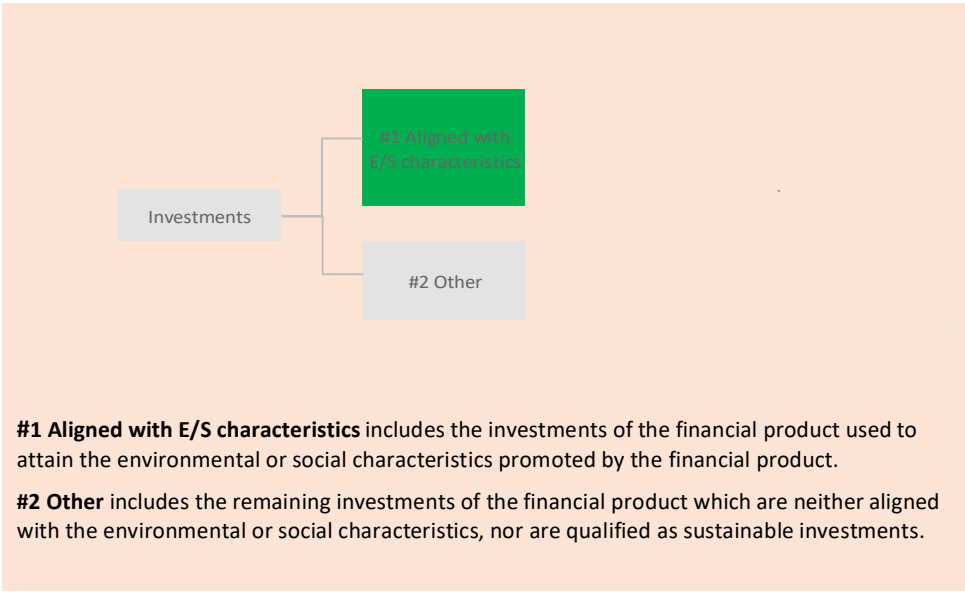 #1 Aligned with
E/S characteristics
Investments
#2 Other
#1 Aligned with E/S characteristics includes the investments of the financial product used to
attain the environmental or social characteristics promoted by the financial product.
#2 Other includes the remaining investments of the financial product which are neither aligned
with the environmental or social characteristics, nor are qualified as sustainable investments.